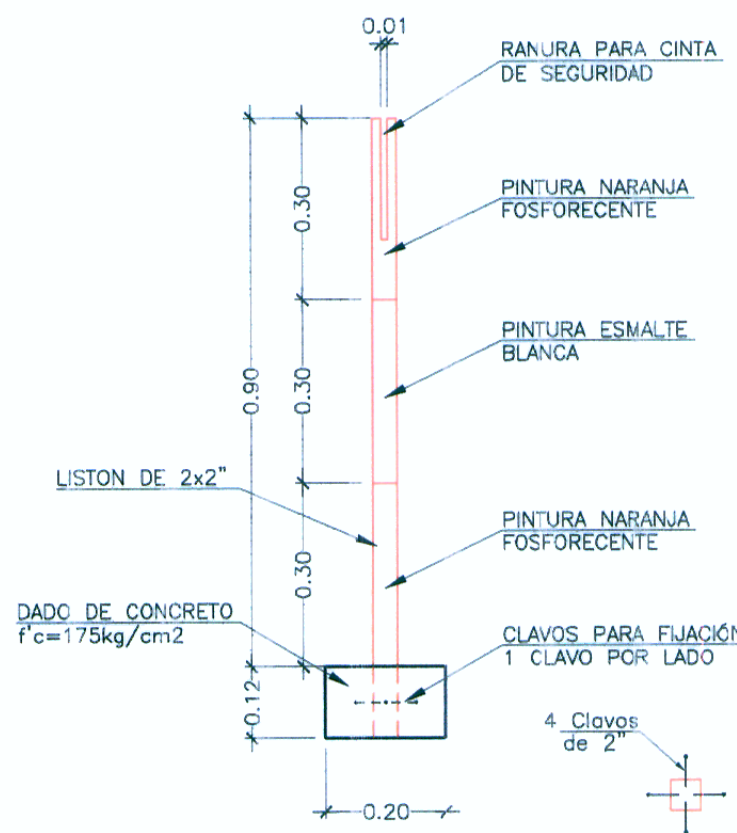 0.01
RANURA PARA CINTA
DE SEGURIDAD
0.30
PINTURA NARANJA
FOSFORECENTE
0.90
0.30
PINTURA ESMALTE
BLANCA
LISTON DE 2x2"
0.30
PINTURA NARANJA
FOSFORECENTE
DADO DE CONCRETO
f'c=175kg/cm2
CLAVOS PARA FIJACIÓN
1 CLAVO POR LADO
0.12
4 Clavos
de 2"
0.20